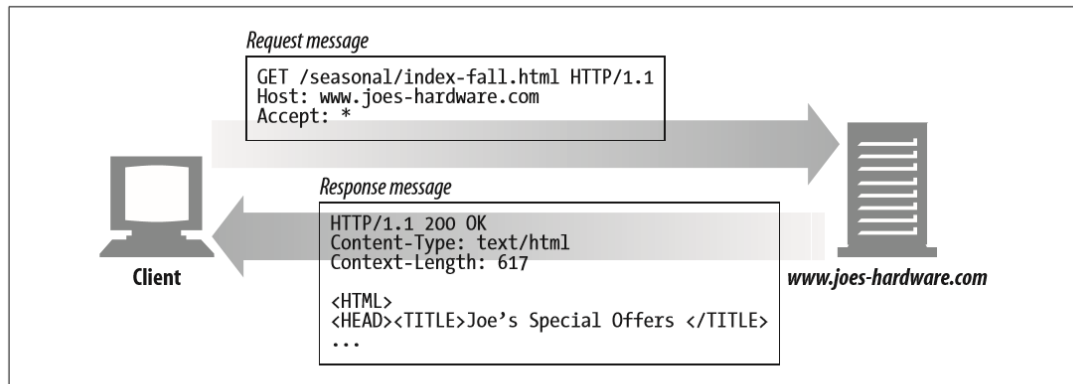 Request message
GET /seasonal/index-fall.html HTTP/1.1
Host: www.joes-hardware.com
Accept: *
Response message
HTTP/1.1 200 OK
Content-Type: text/html
Context-Length: 617
<HTML>
<HEAD><TITLE>Joe's Special Offers </TITLE>
...
Client
www.joes-hardware.com